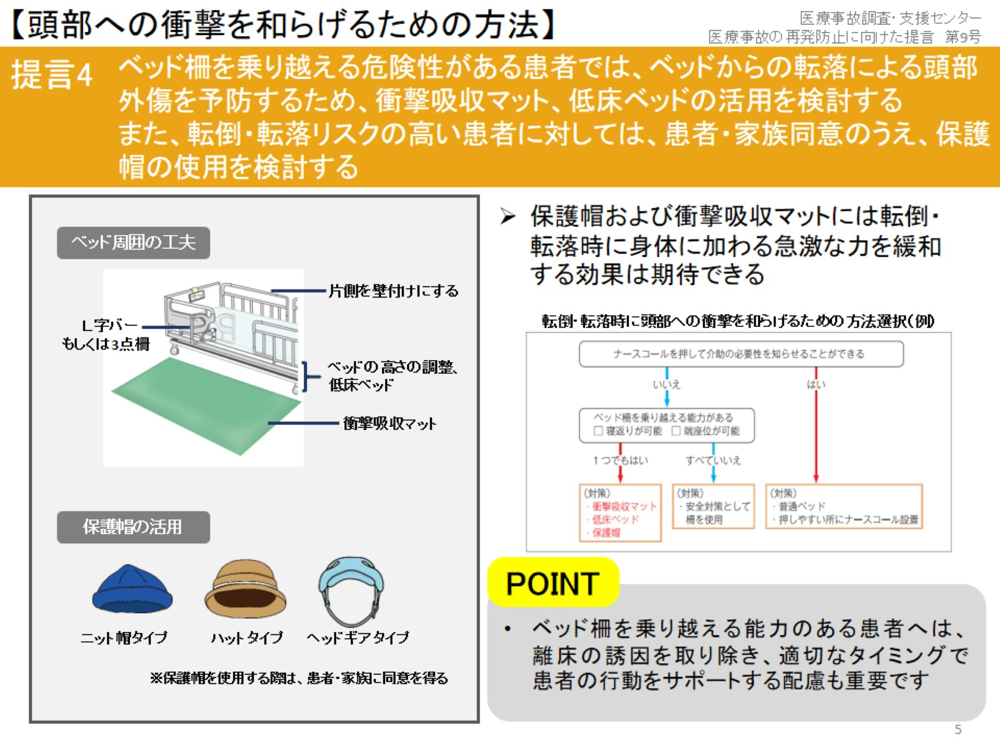 【頭部への衝撃を和らげるための方法】
医療事故調査・支援センター
医療事故の再発防止に向けた提言　第9号
提言4
ベッド柵を乗り越える危険性がある患者では、ベッドからの転落による頭部
外傷を予防するため、衝撃吸収マット、低床ベッドの活用を検討する
また、転倒・転落リスクの高い患者に対しては、患者・家族同意のうえ、保護
帽の使用を検討する
ベッド周囲の工夫
片側を壁付けにする
L字バー
もしくは3点柵
ベッドの高さの調整、
低床ベッド
衝撃吸収マット
保護帽の活用
ニット帽タイプ
ハットタイプ
ヘッドギアタイプ
※保護帽を使用する際は、患者・家族に同意を得る
➢ 保護帽および衝撃吸収マットには転倒・
転落時に身体に加わる急激な力を緩和
する効果は期待できる
転倒・転落時に頭部への衝撃を和らげるための方法選択(例)
ナースコールを押して介助の必要性を知らせることができる
いいえ
はい
ベッド柵を乗り越える能力がある
□ 寝返りが可能 □ 端座位が可能
1つでもはい
すべていいえ
(対策)
・衝撃吸収マット
・低床ベッド
・保護帽
(対策)
・安全対策として
柵を使用
(対策)
・普通ベッド
・押しやすい所にナースコール設置
POINT
• ベッド柵を乗り越える能力のある患者へは、
離床の誘因を取り除き、適切なタイミングで
患者の行動をサポートする配慮も重要です
5